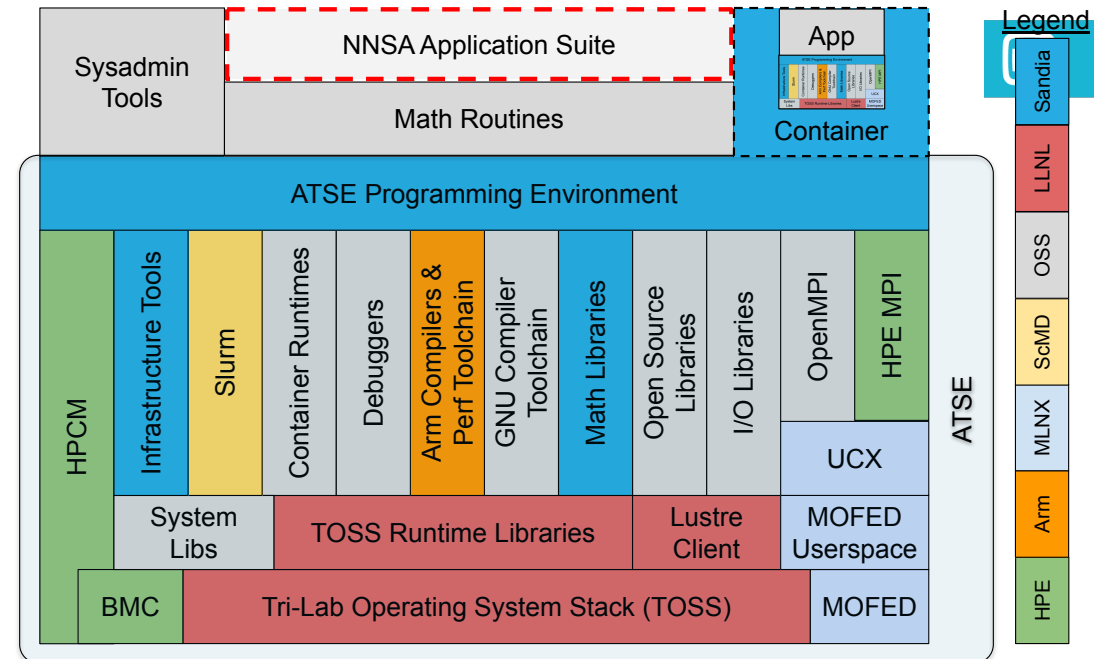 Legend
Sysadmin
Tools
NNSA Application Suite
Math Routines
App
ATSE Programming Environment
Container
ATSE Programming Environment
HPCM
Infrastructure Tools
Slurm
Container Runtimes
Debuggers
Arm Compilers &
Perf Toolchain
GNU Compiler
Toolchain
Math Libraries
Open Source
Libraries
I/O Libraries
OpenMPI
HPE MPI
UCX
System
Libs
TOSS Runtime Libraries
Lustre
Client
MOFED
Userspace
BMC
Tri-Lab Operating System Stack (TOSS)
MOFED
ATSE
Sandia
LLNL
OSS
ScMD
MLNX
Arm
HPE